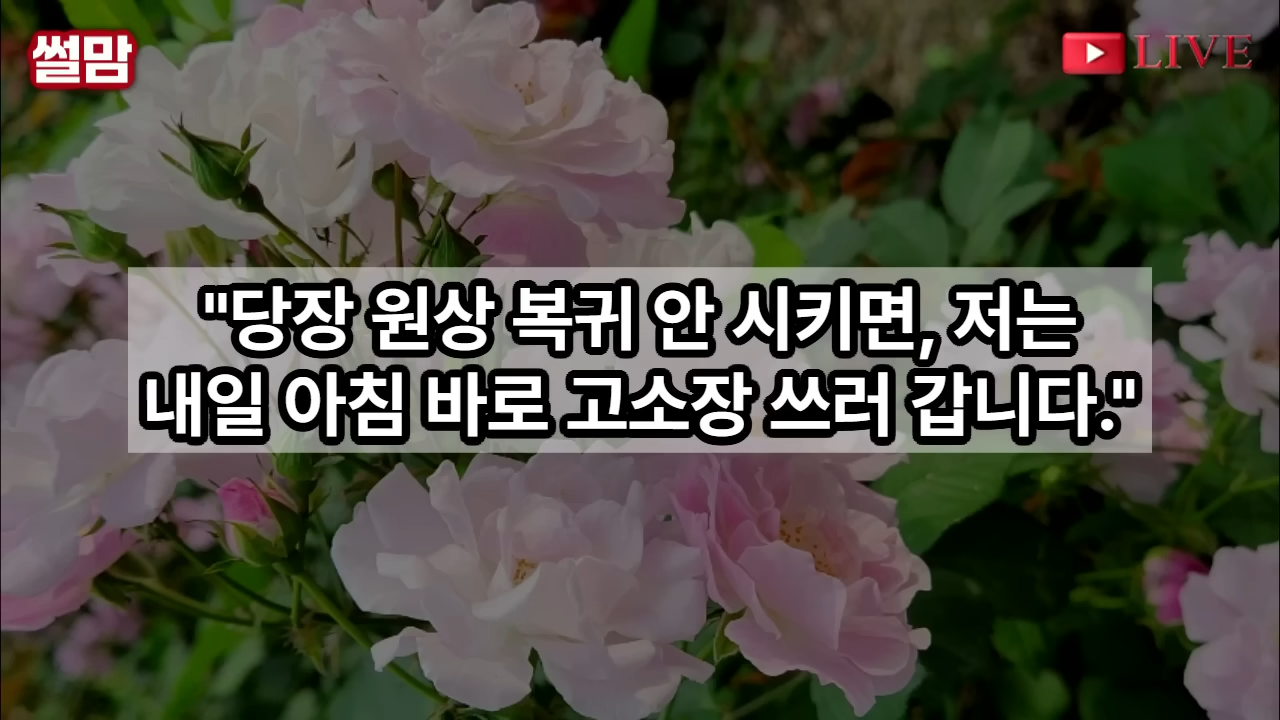 썰맘
LIVE
"당장 원상 복귀 안 시키면, 저는
내일 아침 바로 고소장 쓰러 갑니다."